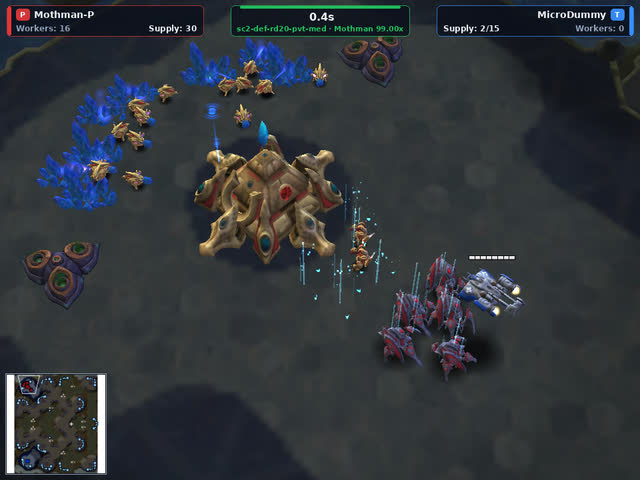 P Mothman-P
Workers: 16 Supply: 30
0.4s
sc2-def-rd20-pvt-med · Mothman 99.00x
MicroDummy T
Supply: 2/15 Workers: 0